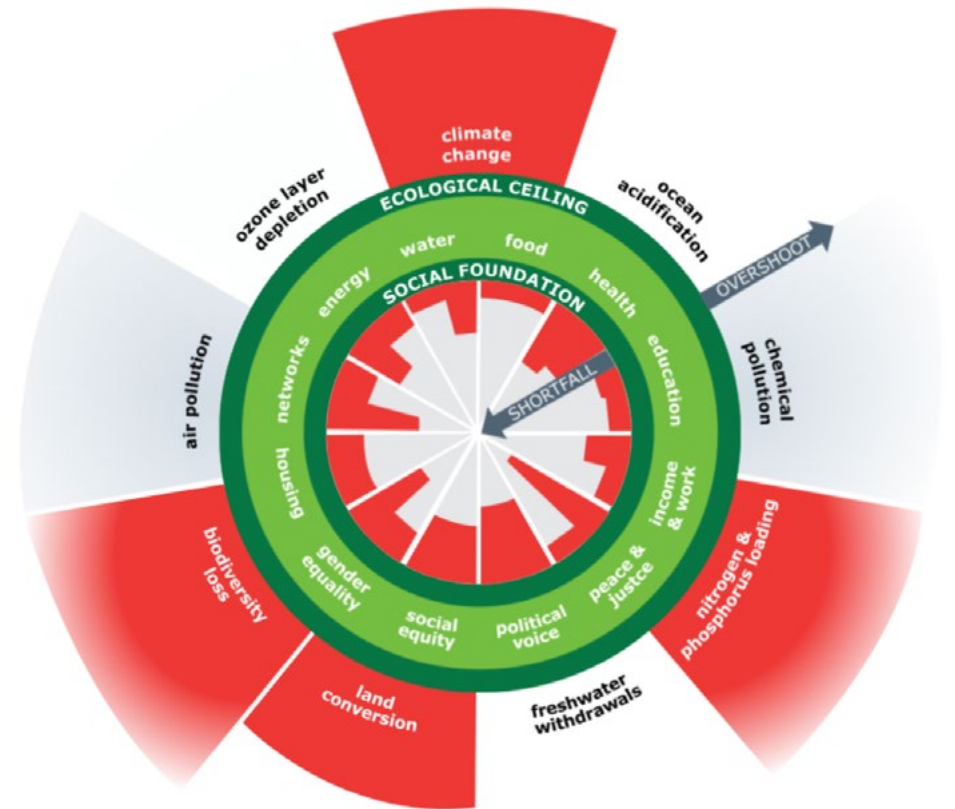 climate
change
ozone layer
depletion
ocean
acidification
ECOLOGICAL CEILING
OVERSHOOT
water
food
energy
health
SOCIAL FOUNDATION
networks
education
SHORTFALL
air pollution
chemical
pollution
housing
income
& work
gender
equality
peace &
justce
social
equity
political
voice
biodiversity
loss
nitrogen &
phosphorus loading
land
conversion
freshwater
withdrawals